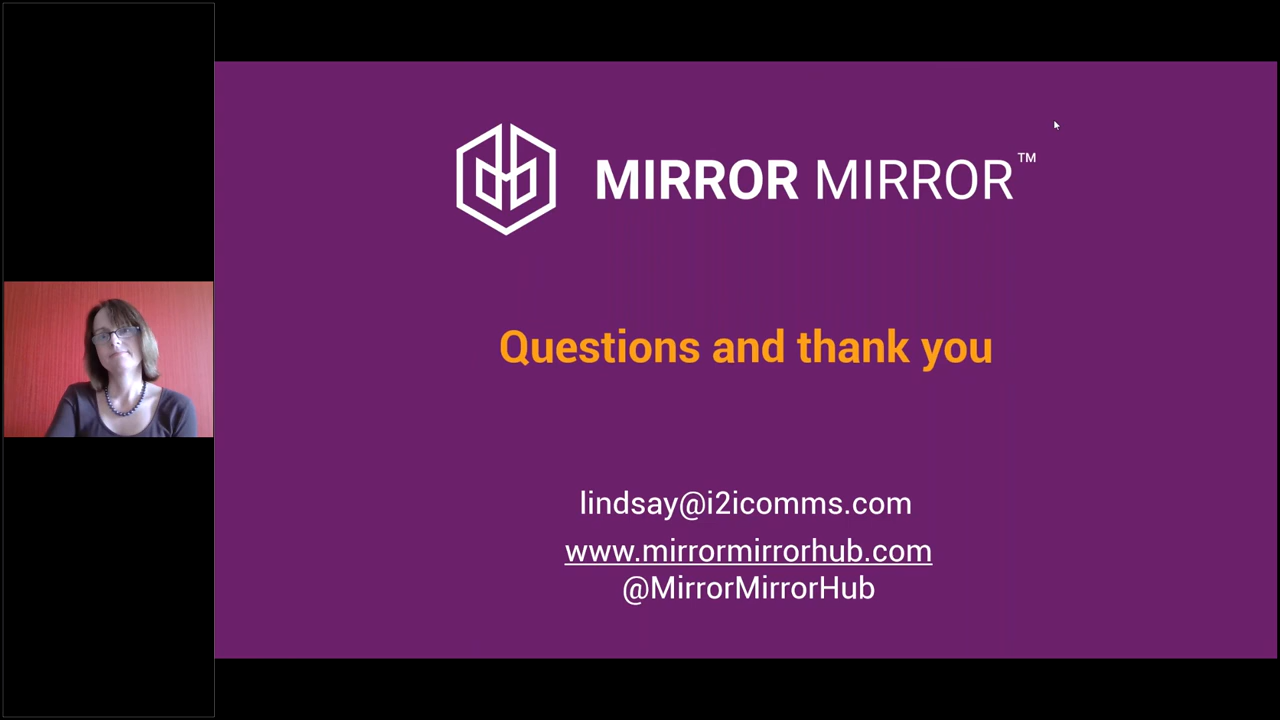 MIRROR MIRROR™
Questions and thank you
lindsay@i2icomms.com
www.mirrormirrorhub.com
@MirrorMirrorHub